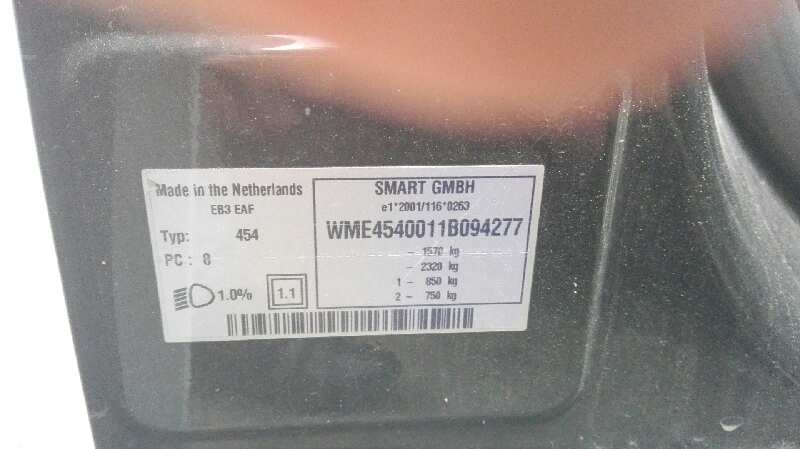 Made in the Netherlands
EB3 EAF
Typ: 454
PC: 8
1.0%
1.1
SMART GMBH
e1*2001/116*0263
WME4540011B094277
- 1570 kg
- 2320 kg
1 - 850 kg
2 - 750 kg